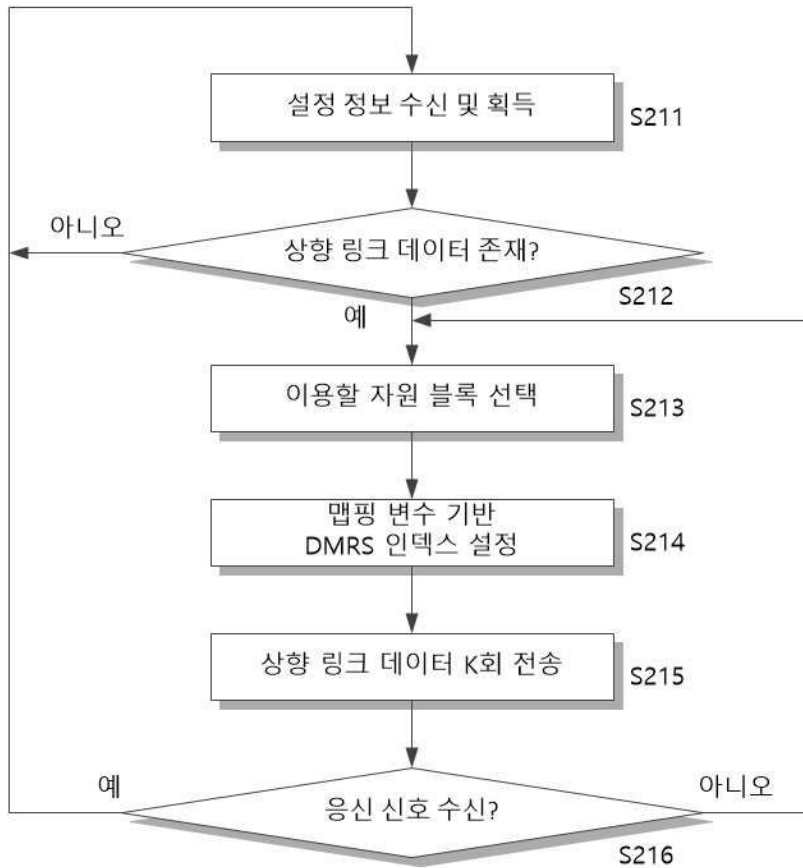 설정 정보 수신 및 획득
S211
아니오
상향 링크 데이터 존재?
S212
예
이용할 자원 블록 선택
S213
맵핑 변수 기반
DMRS 인덱스 설정
S214
상향 링크 데이터 K회 전송
S215
예
응신 신호 수신?
아니오
S216